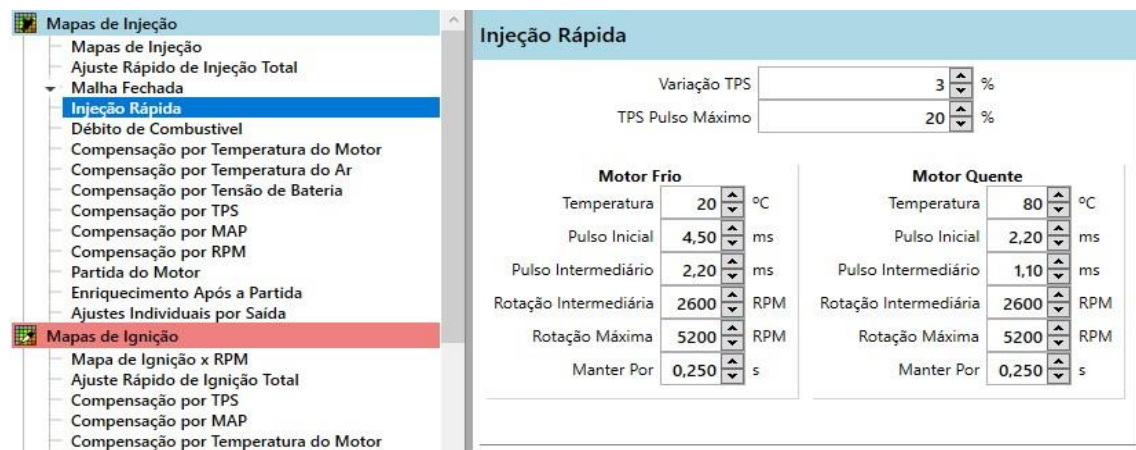 Mapas de Injeção
Mapas de Injeção
Ajuste Rápido de Injeção Total
Malha Fechada
Injeção Rápida
Débito de Combustivel
Compensação por Temperatura do Motor
Compensação por Temperatura do Ar
Compensação por Tensão de Bateria
Compensação por TPS
Compensação por MAP
Compensação por RPM
Partida do Motor
Enriquecimento Após a Partida
Ajustes Individuais por Saída
Mapas de Ignição
Mapa de Ignição x RPM
Ajuste Rápido de Ignição Total
Compensação por TPS
Compensação por MAP
Compensação por Temperatura do Motor
Injeção Rápida
Variação TPS 3 %
TPS Pulso Máximo 20 %
Motor Frio
Temperatura 20 ºC
Pulso Inicial 4,50 ms
Pulso Intermediário 2,20 ms
Rotação Intermediária 2600 RPM
Rotação Máxima 5200 RPM
Manter Por 0,250 s
Motor Quente
Temperatura 80 ºC
Pulso Inicial 2,20 ms
Pulso Intermediário 1,10 ms
Rotação Intermediária 2600 RPM
Rotação Máxima 5200 RPM
Manter Por 0,250 s